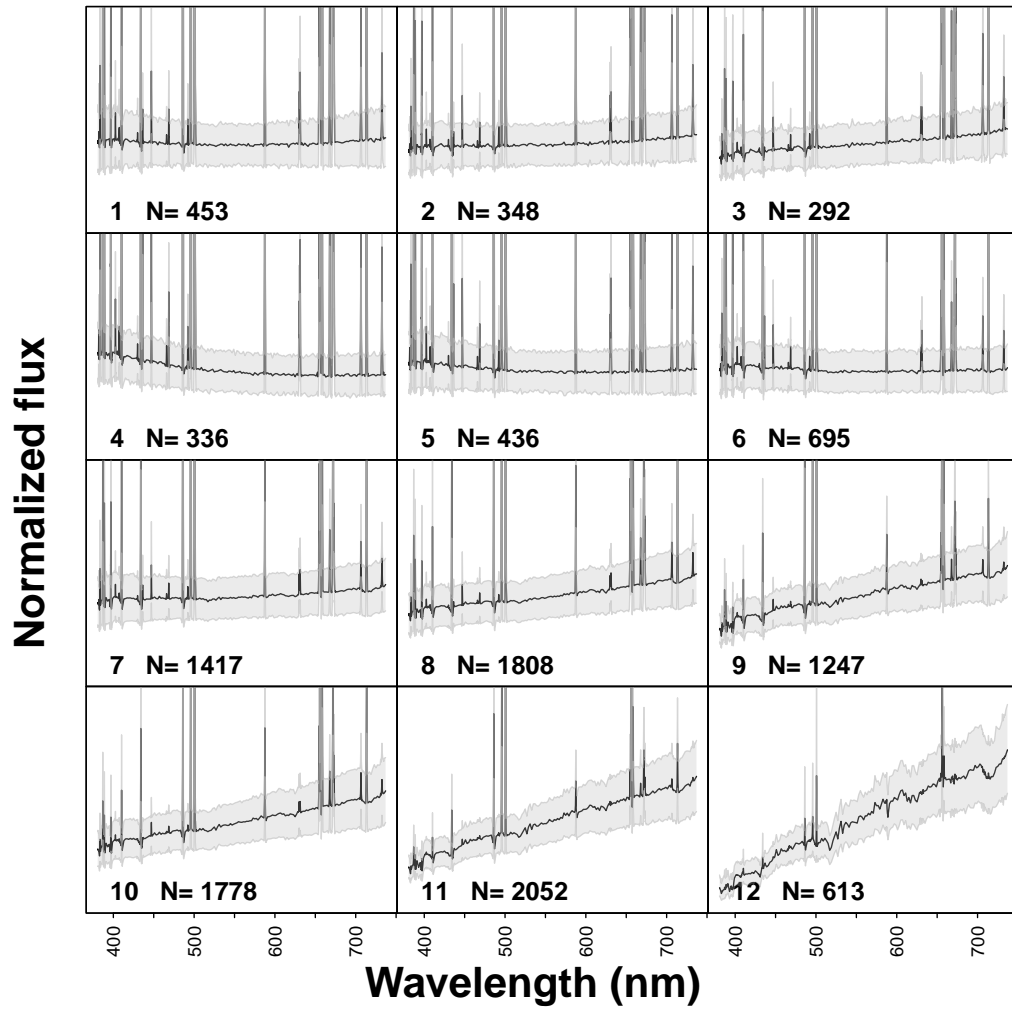 Normalized flux
1 N= 453
2 N= 348
3 N= 292
4 N= 336
5 N= 436
6 N= 695
7 N= 1417
8 N= 1808
9 N= 1247
10 N= 1778
11 N= 2052
12 N= 613
400 500 600 700
400 500 600 700
400 500 600 700
Wavelength (nm)